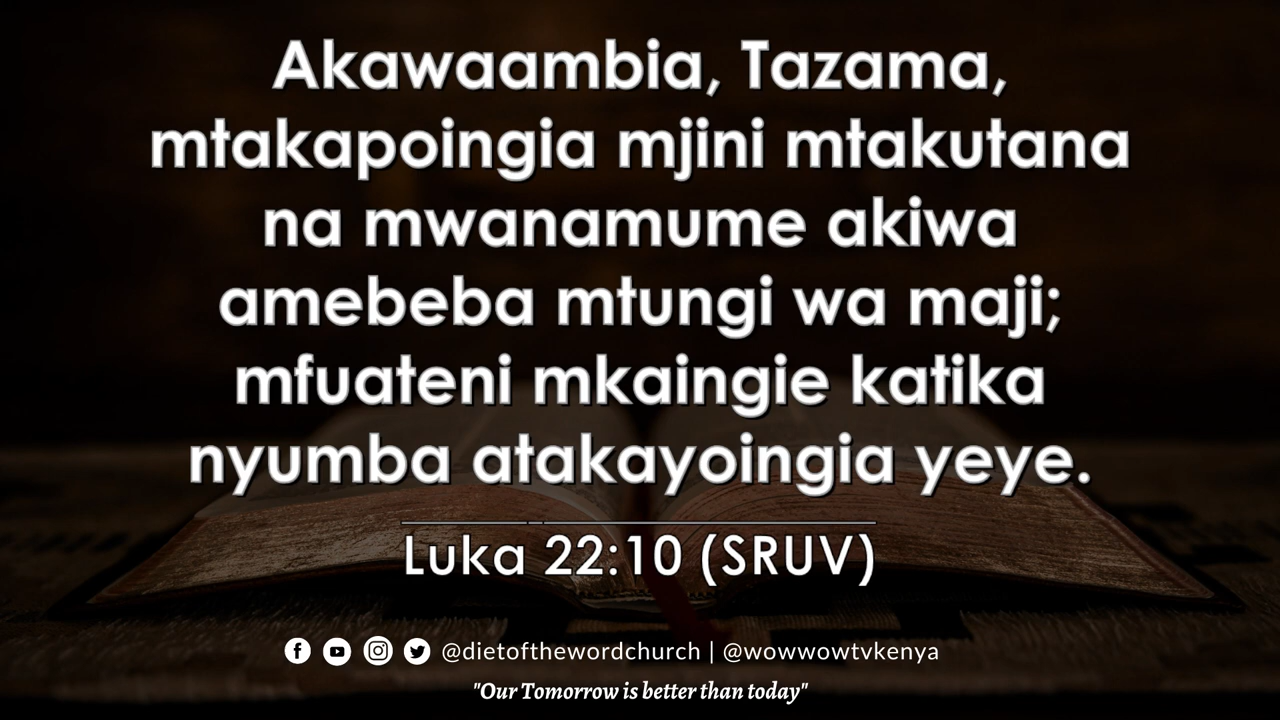 Akawaambia, Tazama,
mtakapoingia mjini mtakutana
na mwanamume akiwa
amebeba mtungi wa maji;
mfuateni mkaingie katika
nyumba atakayoingia yeye.
Luka 22:10 (SRUV)
@dietofthewordchurch | @wowwowtvkenya
"Our Tomorrow is better than today"